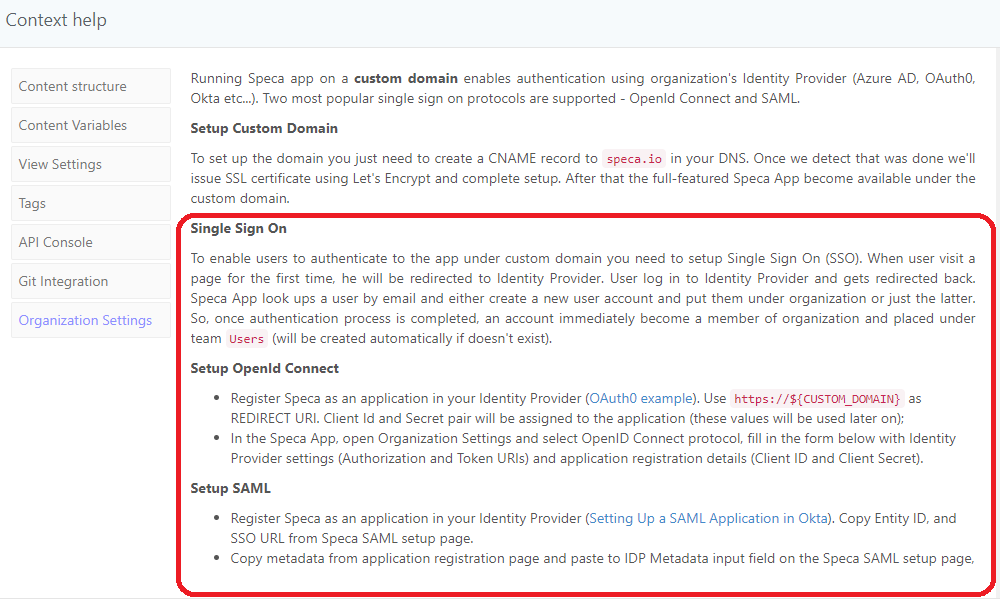 Context help
Content structure
Content Variables
View Settings
Tags
API Console
Git Integration
Organization Settings
Running Speca app on a custom domain enables authentication using organization's Identity Provider (Azure AD, OAuth0,
Okta etc...). Two most popular single sign on protocols are supported - OpenId Connect and SAML.
Setup Custom Domain
To set up the domain you just need to create a CNAME record to speca.io in your DNS. Once we detect that was done we'll
issue SSL certificate using Let's Encrypt and complete setup. After that the full-featured Speca App become available under the
custom domain.
Single Sign On
To enable users to authenticate to the app under custom domain you need to setup Single Sign On (SSO). When user visit a
page for the first time, he will be redirected to Identity Provider. User log in to Identity Provider and gets redirected back.
Speca App look ups a user by email and either create a new user account and put them under organization or just the latter.
So, once authentication process is completed, an account immediately become a member of organization and placed under
team Users (will be created automatically if doesn't exist).
Setup OpenId Connect
• Register Speca as an application in your Identity Provider (OAuth0 example). Use https://${CUSTOM_DOMAIN} as
REDIRECT URI. Client Id and Secret pair will be assigned to the application (these values will be used later on);
• In the Speca App, open Organization Settings and select OpenID Connect protocol, fill in the form below with Identity
Provider settings (Authorization and Token URIs) and application registration details (Client ID and Client Secret).
Setup SAML
• Register Speca as an application in your Identity Provider (Setting Up a SAML Application in Okta). Copy Entity ID, and
SSO URL from Speca SAML setup page.
• Copy metadata from application registration page and paste to IDP Metadata input field on the Speca SAML setup page,